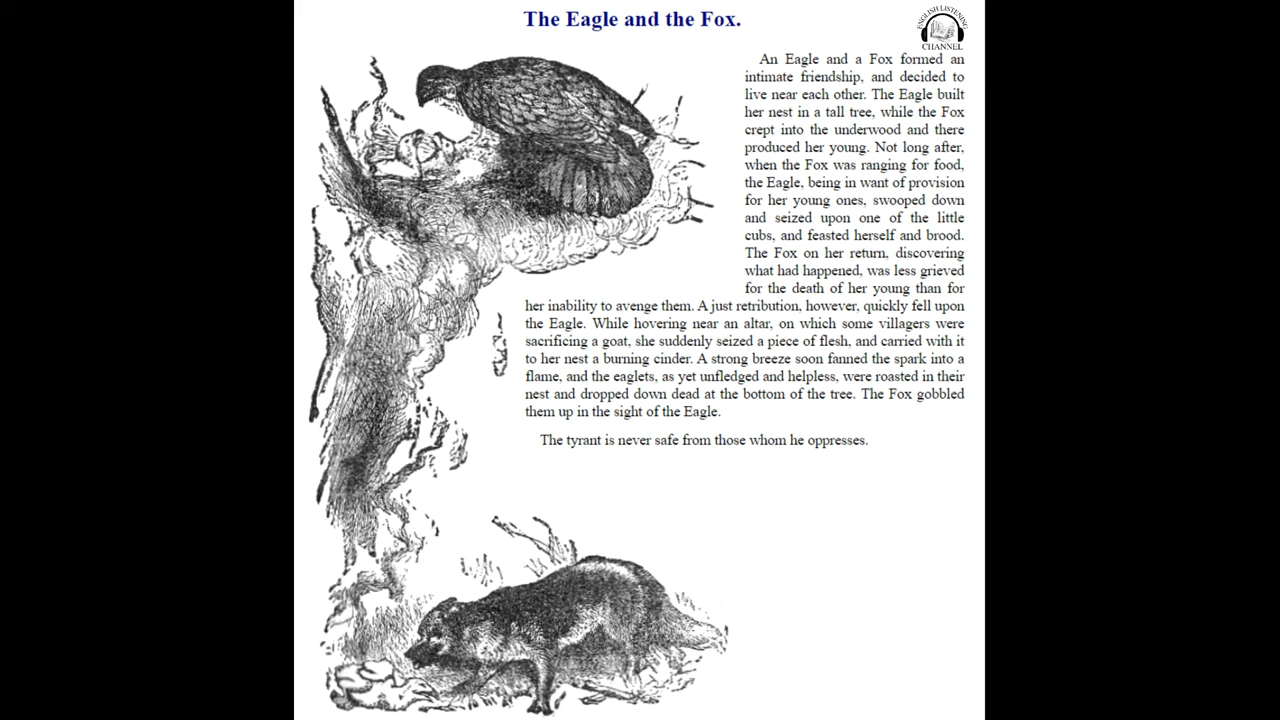 The Eagle and the Fox.
ENGLISH LISTENING
CHANNEL
An Eagle and a Fox formed an
intimate friendship, and decided to
live near each other. The Eagle built
her nest in a tall tree, while the Fox
crept into the underwood and there
produced her young. Not long after,
when the Fox was ranging for food,
the Eagle, being in want of provision
for her young ones, swooped down
and seized upon one of the little
cubs, and feasted herself and brood.
The Fox on her return, discovering
what had happened, was less grieved
for the death of her young than for
her inability to avenge them. A just retribution, however, quickly fell upon
the Eagle. While hovering near an altar, on which some villagers were
sacrificing a goat, she suddenly seized a piece of flesh, and carried with it
to her nest a burning cinder. A strong breeze soon fanned the spark into a
flame, and the eaglets, as yet unfledged and helpless, were roasted in their
nest and dropped down dead at the bottom of the tree. The Fox gobbled
them up in the sight of the Eagle.
The tyrant is never safe from those whom he oppresses.